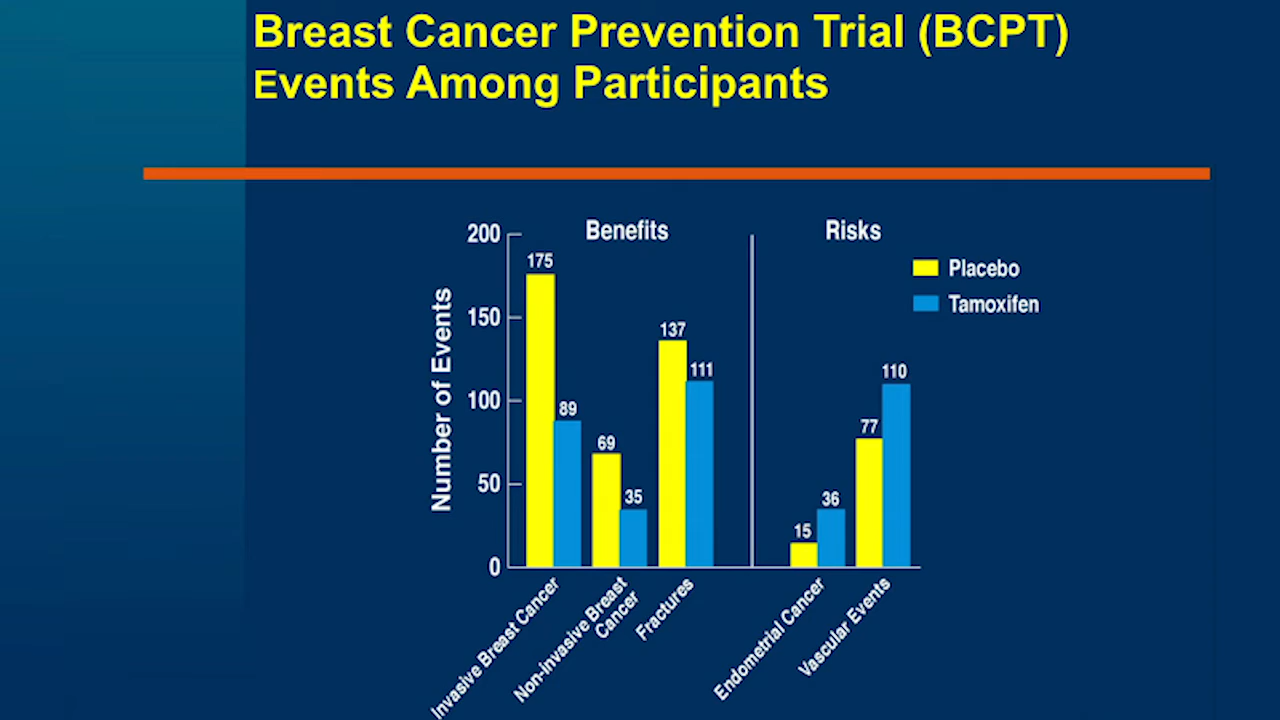 Breast Cancer Prevention Trial (BCPT)
Events Among Participants
Benefits
Risks
Placebo
Tamoxifen
Number of Events
200
150
100
50
0
175
89
69
35
137
111
15
36
77
110
Invasive Breast Cancer
Non-invasive Breast
Cancer
Fractures
Endometrial Cancer
Vascular Events